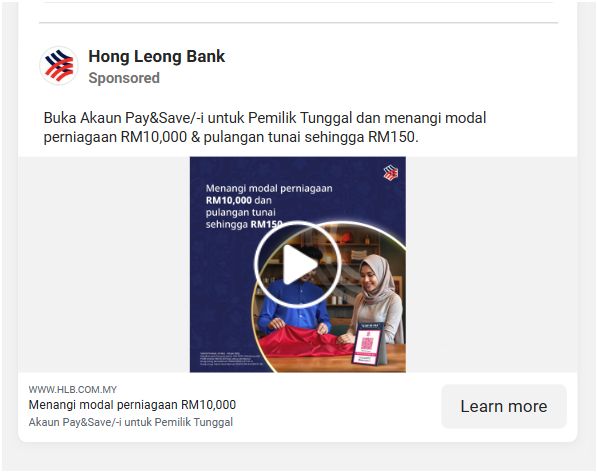 Hong Leong Bank
Sponsored
Buka Akaun Pay&Save/-i untuk Pemilik Tunggal dan menangi modal
perniagaan RM10,000 & pulangan tunai sehingga RM150.
Menangi modal perniagaan
RM10,000 dan
pulangan tunai
sehingga RM150
WWW.HLB.COM.MY
Menangi modal perniagaan RM10,000
Akaun Pay&Save/-i untuk Pemilik Tunggal
Learn more